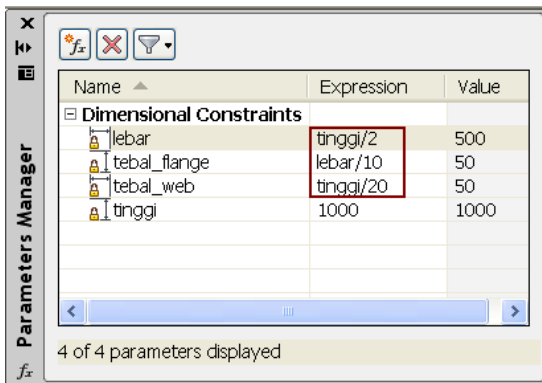 Name Expression Value
Dimensional Constraints
lebar tinggi/2 500
tebal_flange lebar/10 50
tebal_web tinggi/20 50
tinggi 1000 1000
4 of 4 parameters displayed
Parameters Manager
fx